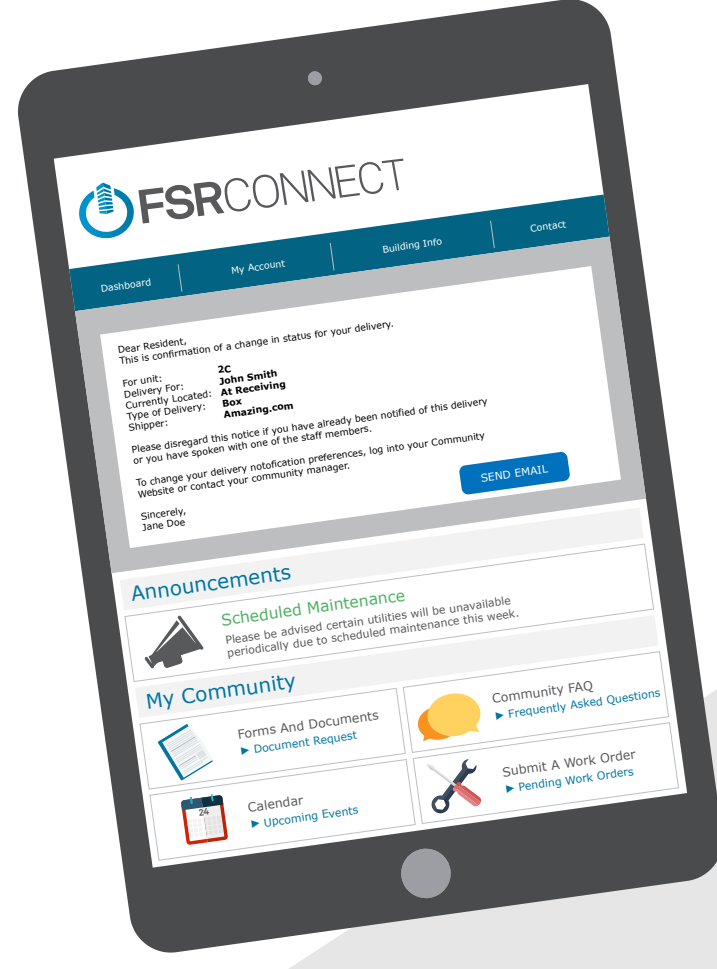 FSRCONNECT
Dashboard
My Account
Building Info
Contact
Dear Resident,
This is confirmation of a change in status for your delivery.
For unit: 2C
Delivery For: John Smith
Currently Located: At Receiving
Type of Delivery: Box
Shipper: Amazing.com
Please disregard this notice if you have already been notified of this delivery
or you have spoken with one of the staff members.
To change your delivery notofication preferences, log into your Community
Website or contact your community manager.
Sincerely,
Jane Doe
SEND EMAIL
Announcements
Scheduled Maintenance
Please be advised certain utilities will be unavailable
periodically due to scheduled maintenance this week.
My Community
Forms And Documents
► Document Request
Community FAQ
► Frequently Asked Questions
24
Calendar
► Upcoming Events
Submit A Work Order
► Pending Work Orders